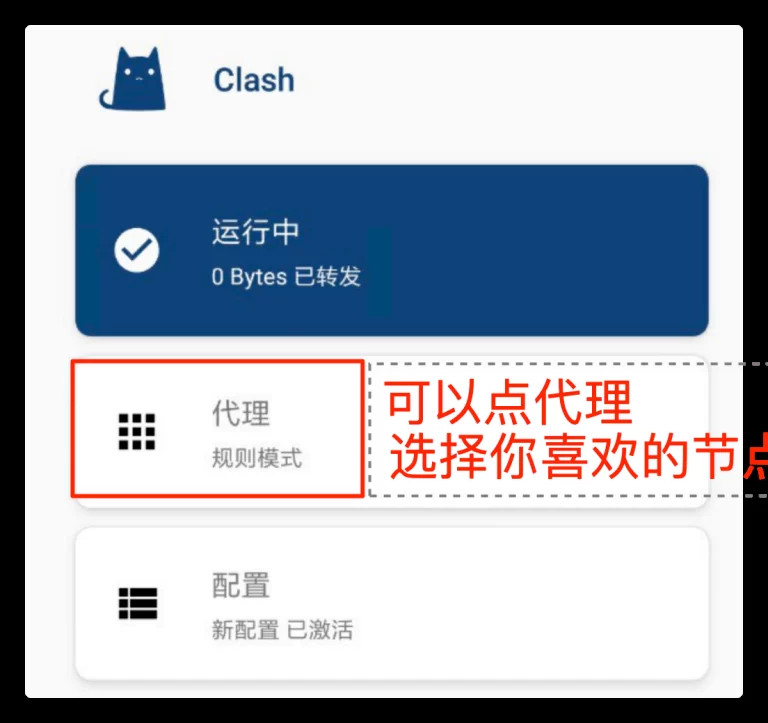 Clash
运行中
0 Bytes 已转发
代理
规则模式
可以点代理
选择你喜欢的节点
配置
新配置 已激活